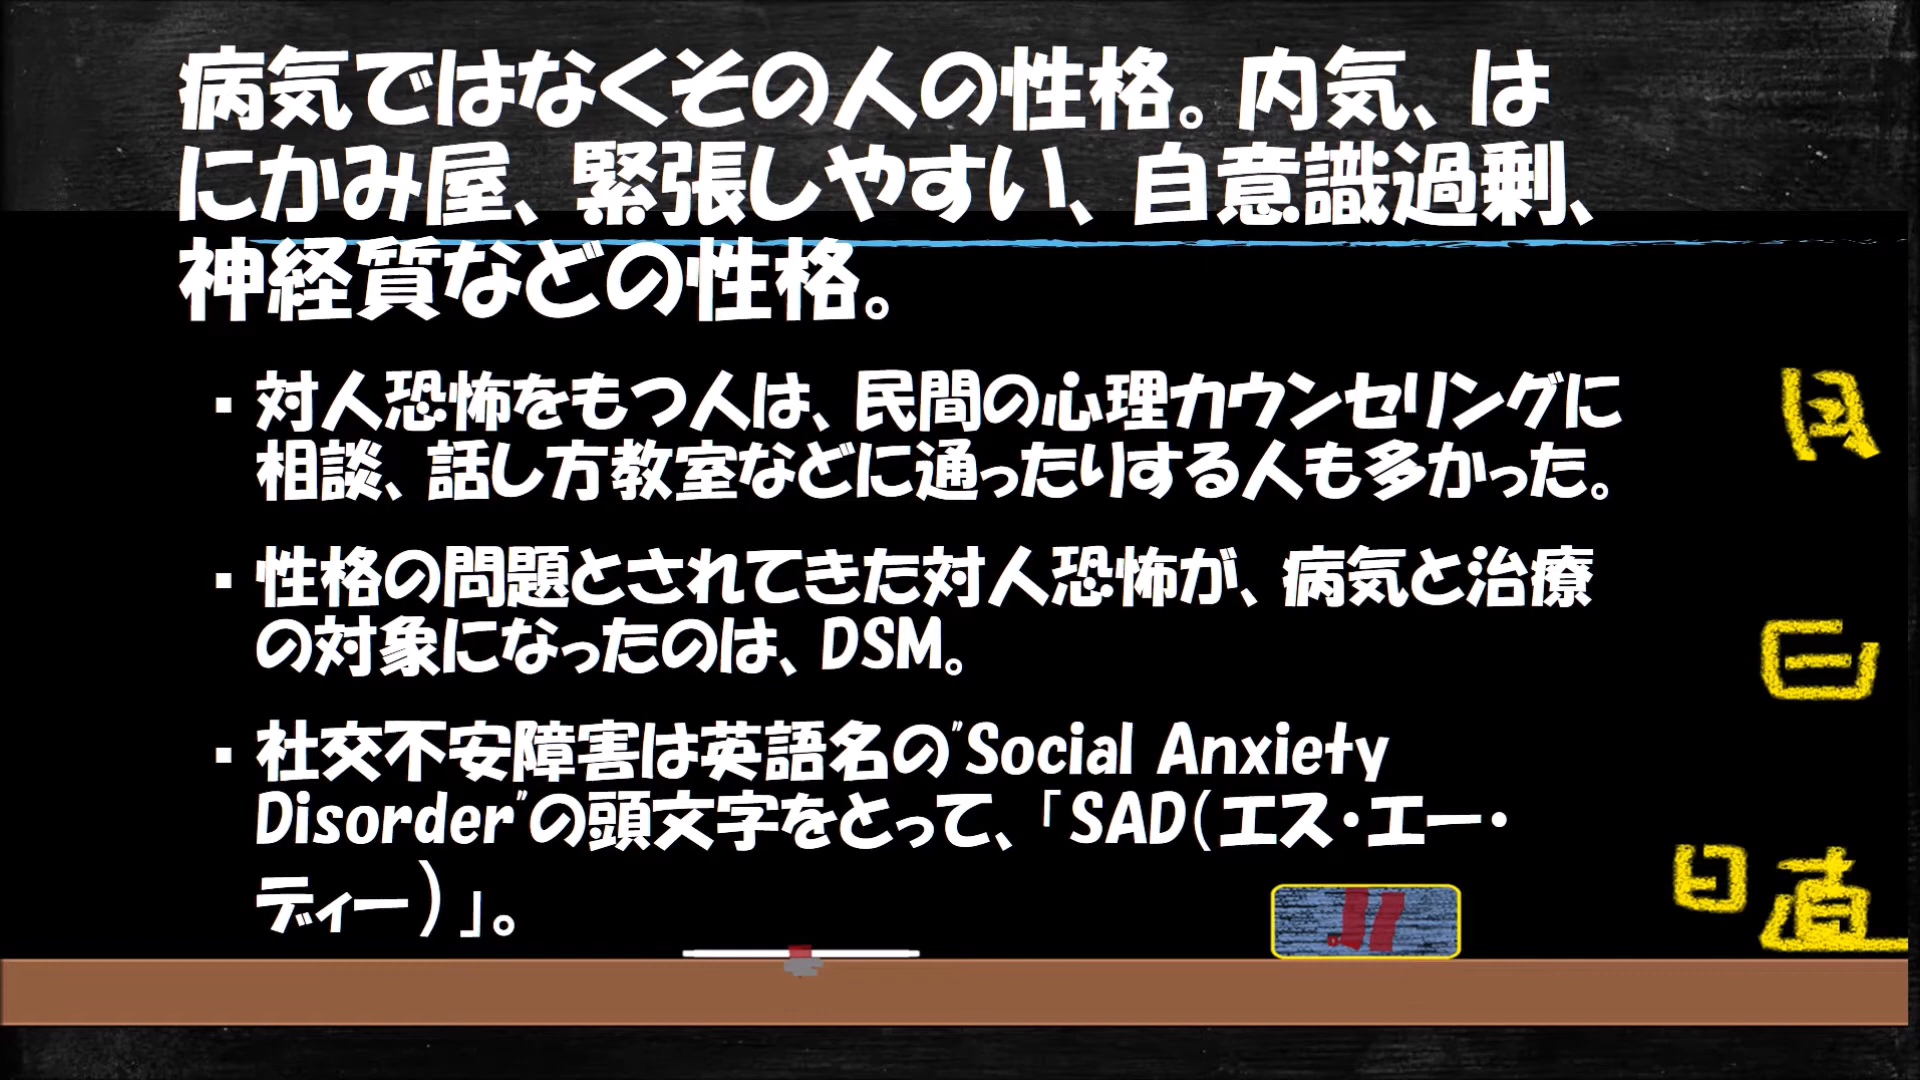 病気ではなくその人の性格。内気、は
にかみ屋、緊張しやすい、自意識過剰、
神経質などの性格。
▪ 対人恐怖をもつ人は、民間の心理カウンセリングに
相談、話し方教室などに通ったりする人も多かった。
▪ 性格の問題とされてきた対人恐怖が、病気と治療
の対象になったのは、DSM。
▪ 社交不安障害は英語名の"Social Anxiety
Disorder"の頭文字をとって、「SAD(エス・エー・
ディー)」。
月
日
日直